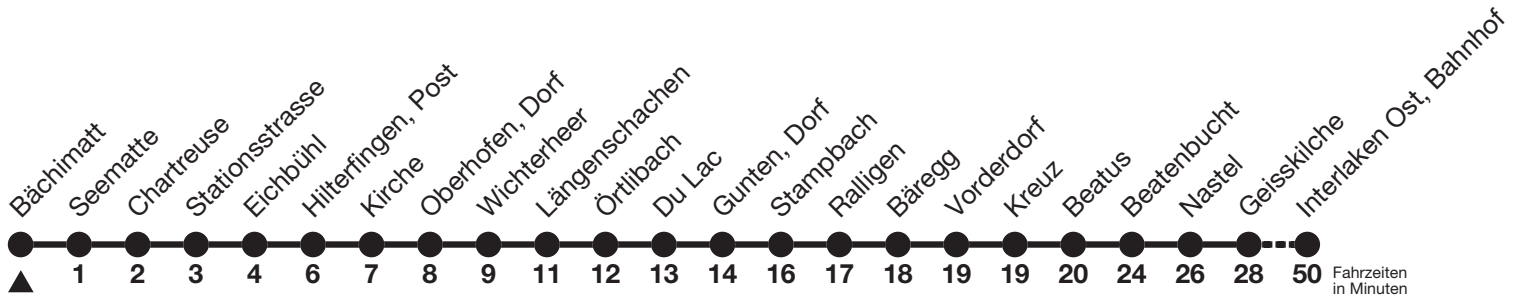 Bächimatt
Seematte
Chartreuse
Stationsstrasse
Eichbühl
Hilterfingen, Post
Kirche
Oberhofen, Dorf
Wichterheer
Längenschachen
Örtlibach
Du Lac
Gunten, Dorf
Stampbach
Ralligen
Bäregg
Vorderdorf
Kreuz
Beatus
Beatenbucht
Nastel
Geisskilche
Interlaken Ost, Bahnhof
1 2 3 4 6 7 8 9 11 12 13 14 16 17 18 19 19 20 24 26 28 50 Fahrzeiten
in Minuten